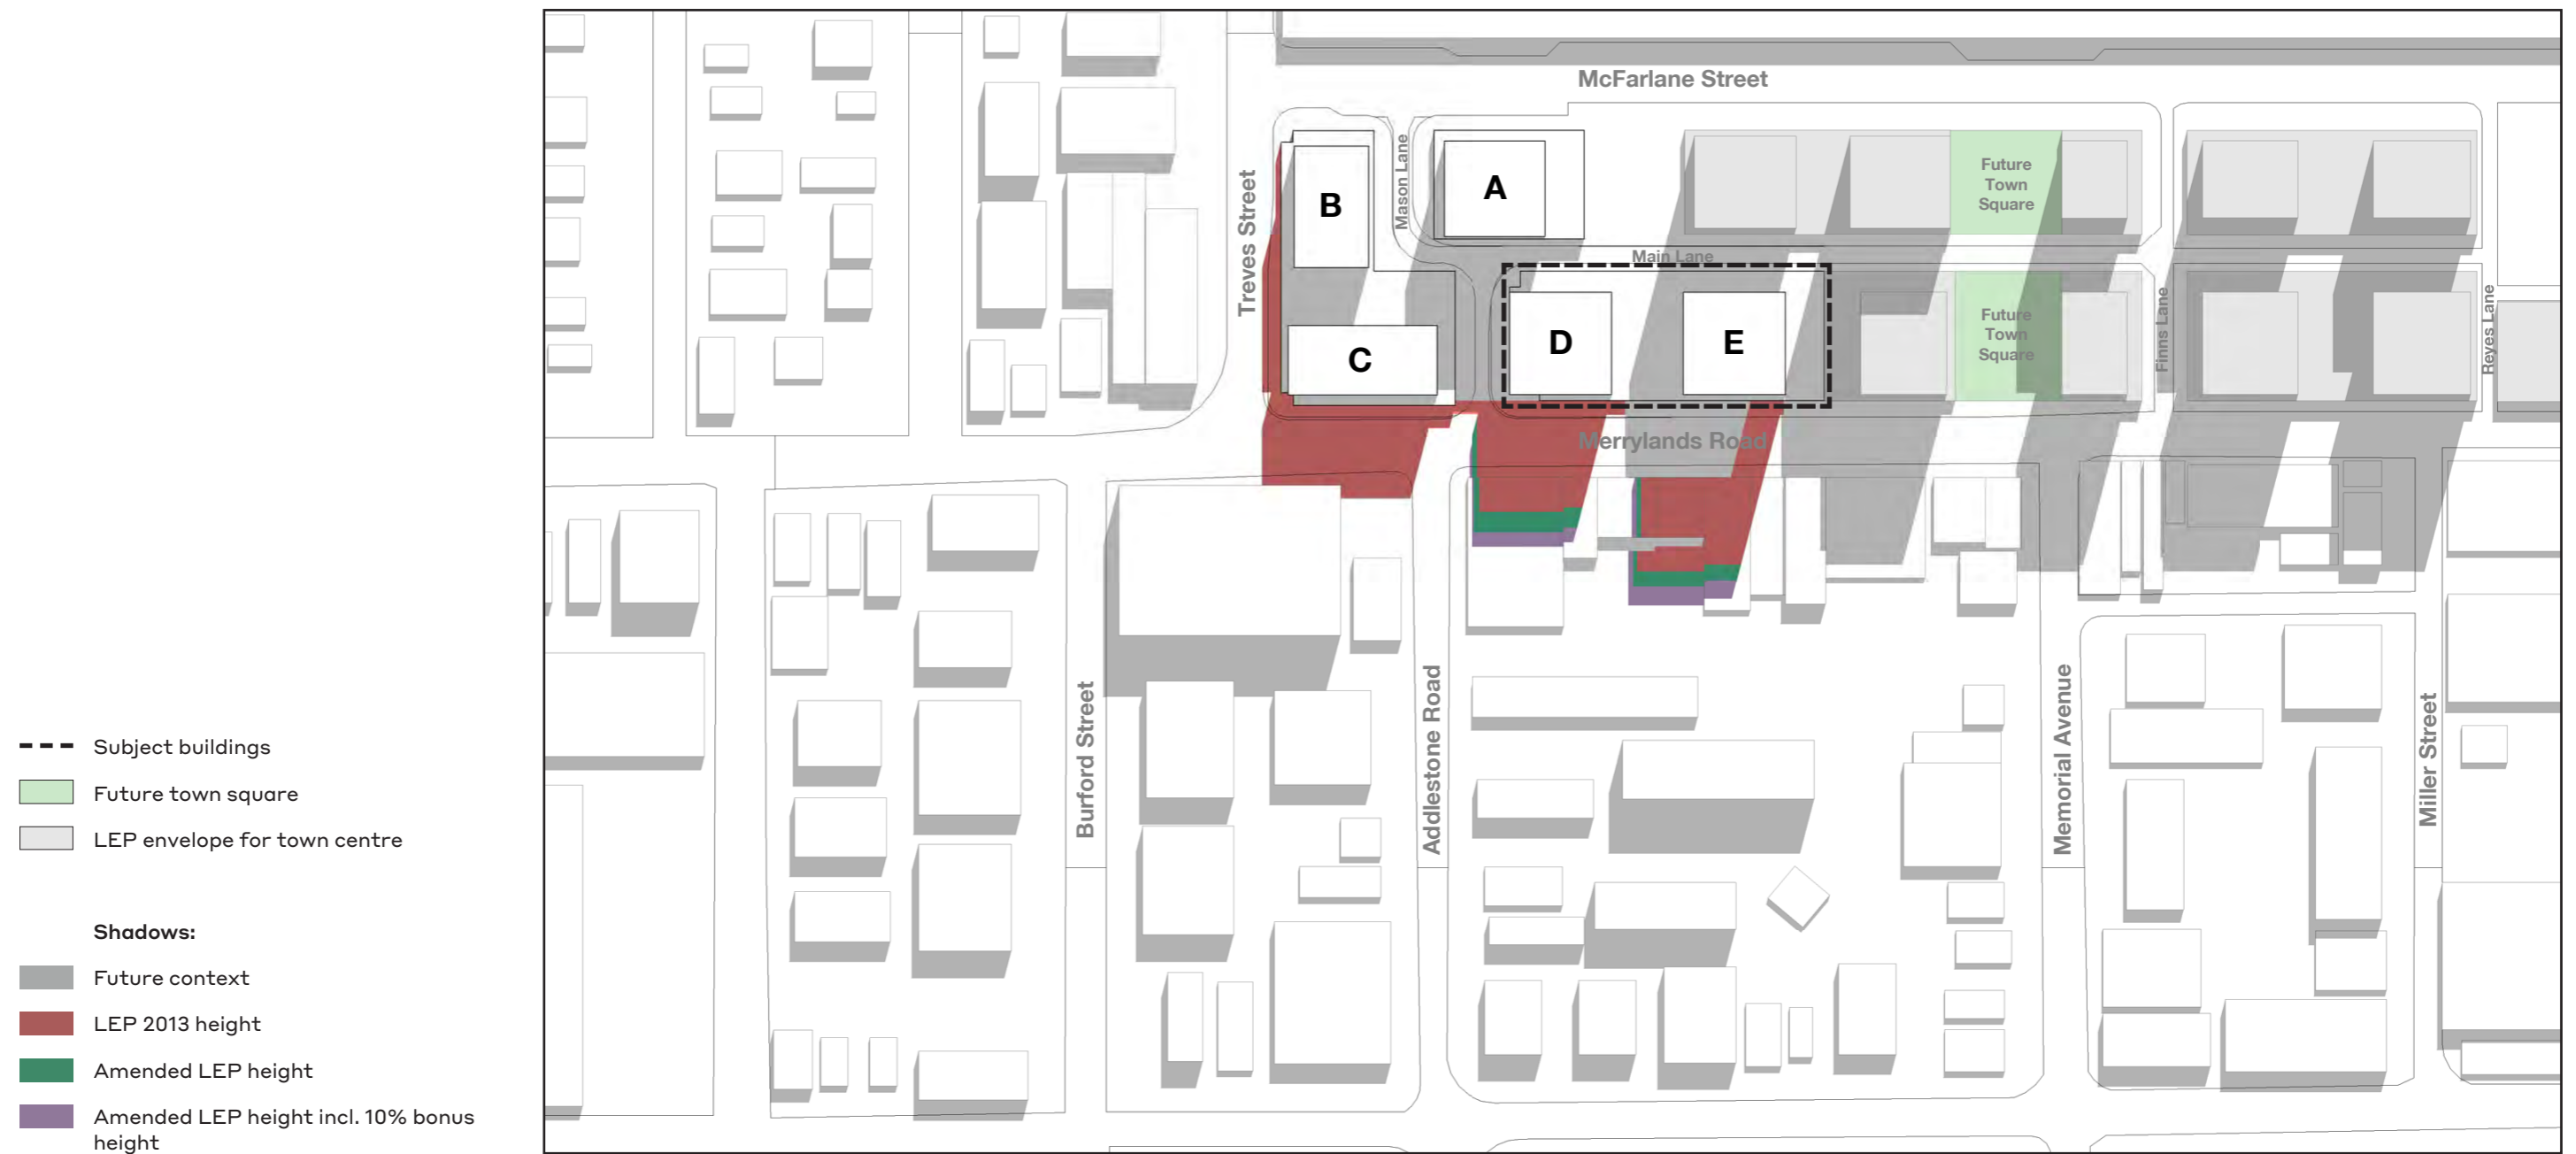 McFarlane Street
Treves Street
Mason Lane
B
A
Future
Town
Square
Main Lane
C
D
E
Future
Town
Square
Finns Lane
Reyes Lane
Merrylands Road
Burford Street
Addlestone Road
Memorial Avenue
Miller Street
Subject buildings
Future town square
LEP envelope for town centre
Shadows:
Future context
LEP 2013 height
Amended LEP height
Amended LEP height incl. 10% bonus
height